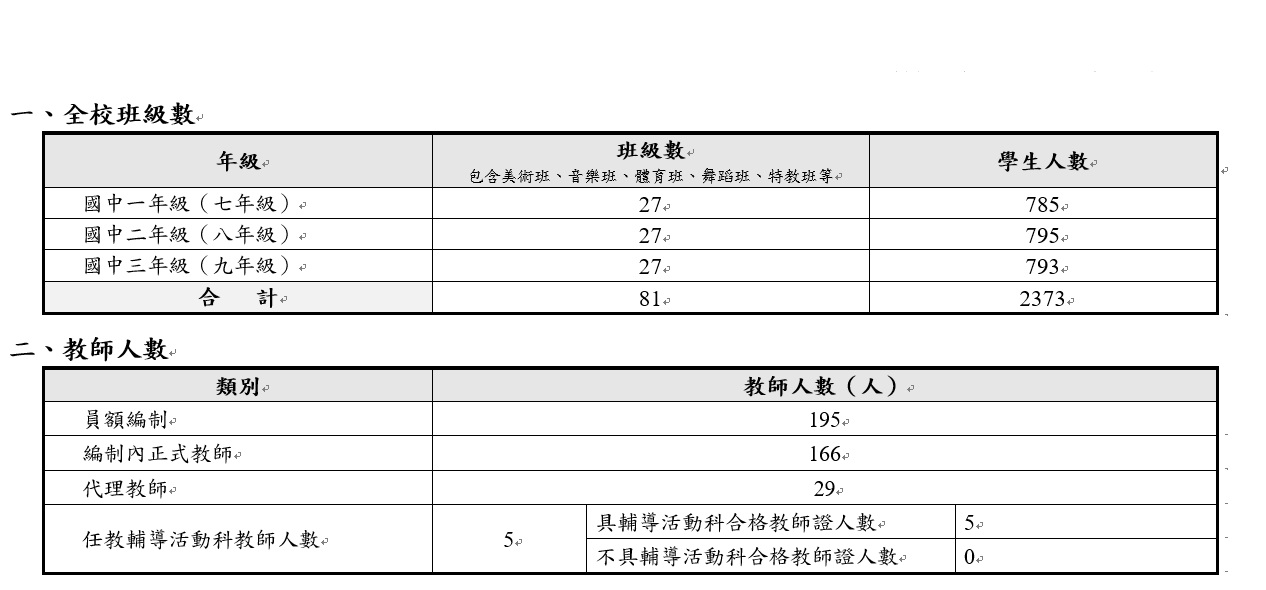 一、全校班級數
年級 班級數 學生人數
包含美術班、音樂班、體育班、舞蹈班、特教班等
國中一年級（七年級） 27 785
國中二年級（八年級） 27 795
國中三年級（九年級） 27 793
合 計 81 2373
二、教師人數
類別 教師人數（人）
員額編制 195
編制內正式教師 166
代理教師 29
任教輔導活動科教師人數 5 具輔導活動科合格教師證人數 5
不具輔導活動科合格教師證人數 0